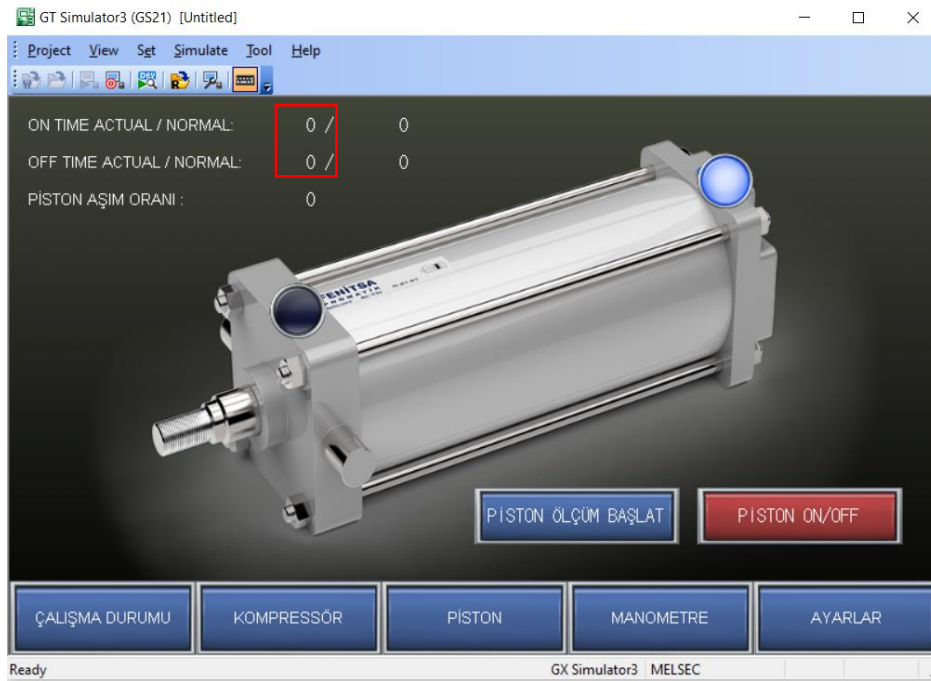 GT Simulator3 (GS21) [Untitled]
Project View Set Simulate Tool Help
ON TIME ACTUAL / NORMAL: 0 / 0
OFF TIME ACTUAL / NORMAL: 0 / 0
PİSTON AŞIM ORANI : 0
FENİTSA
PNOMATİK
PİSTON ÖLÇÜM BAŞLAT PİSTON ON/OFF
ÇALIŞMA DURUMU KOMPRESSÖR PİSTON MANOMETRE AYARLAR
Ready GX Simulator3 MELSEC